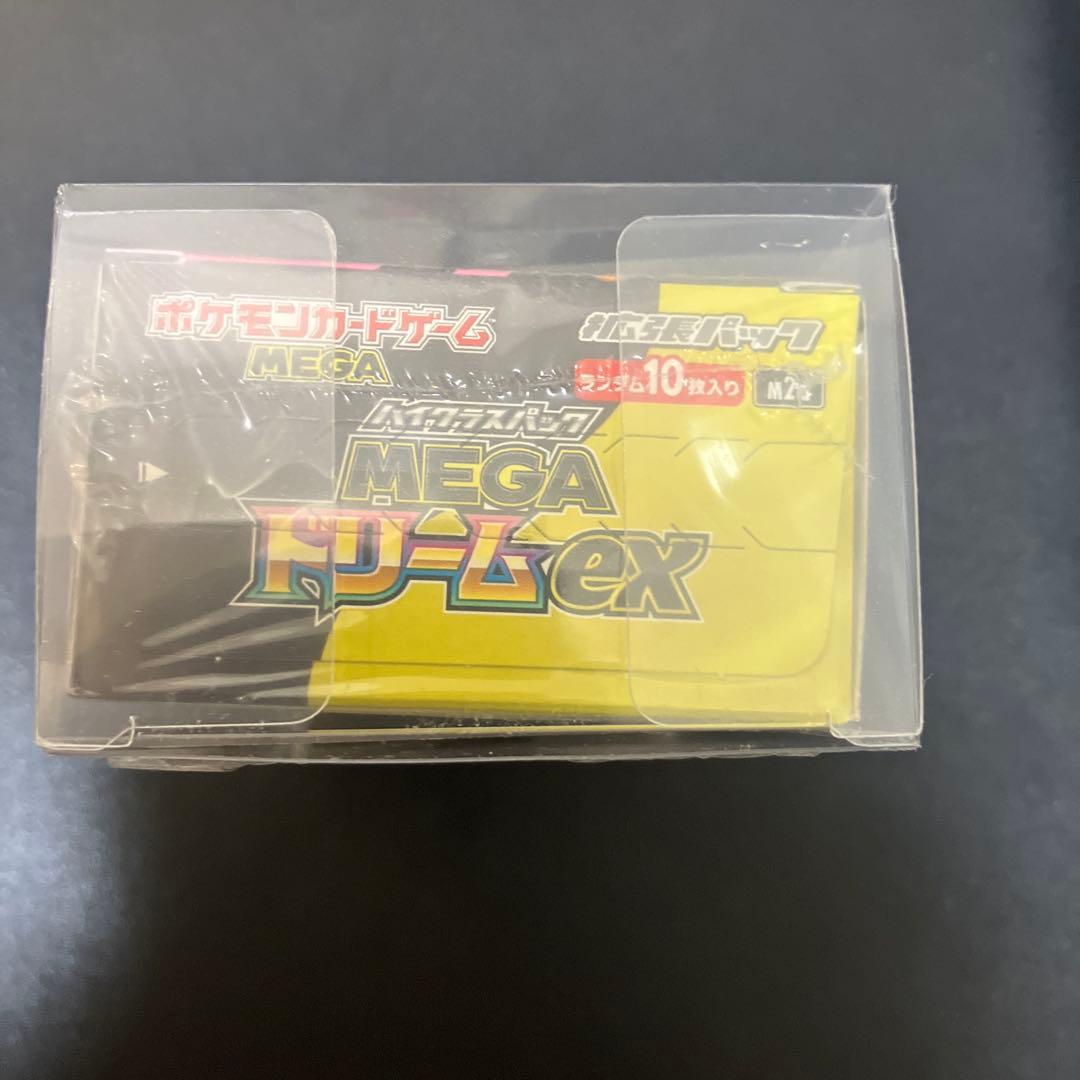 ポケモンカードゲーム
MEGA
拡張パック
ランダム10枚入り
M2a
ハイクラスパック
MEGA
ドリームex